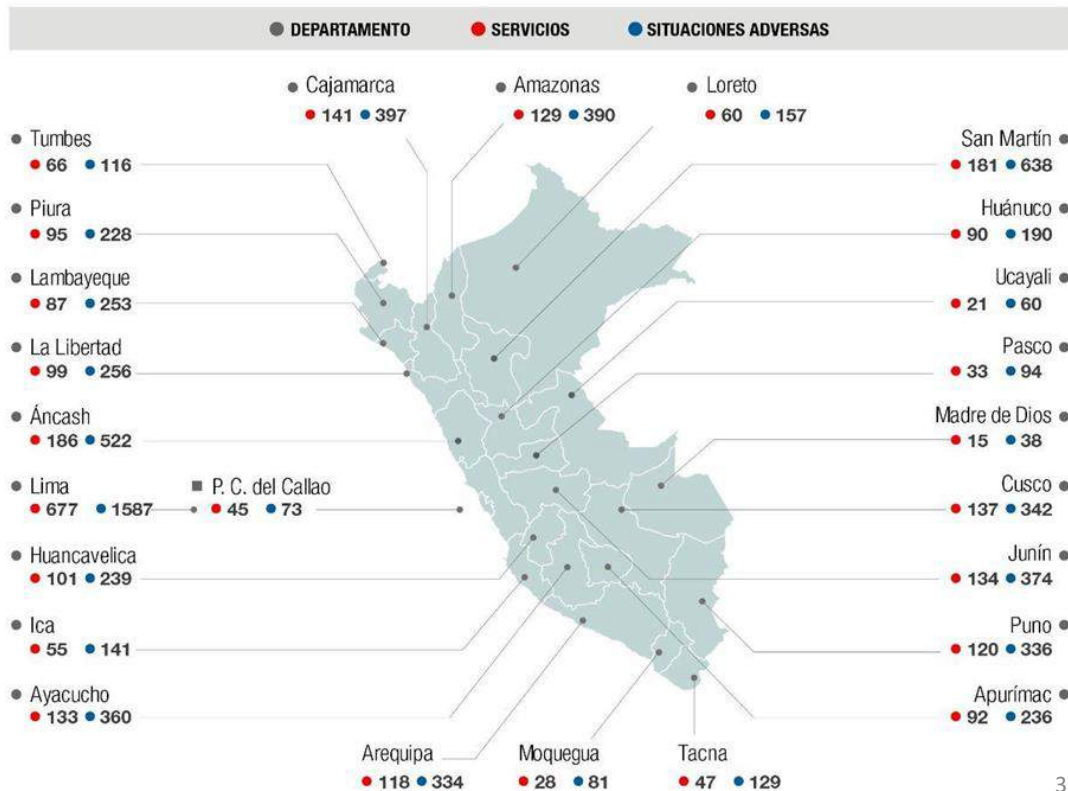 DEPARTAMENTO SERVICIOS SITUACIONES ADVERSAS
Cajamarca
141 397
Amazonas
129 390
Loreto
60 157
Tumbes
66 116
Piura
95 228
Lambayeque
87 253
La Libertad
99 256
Áncash
186 522
Lima
677 1587
P. C. del Callao
45 73
Huancavelica
101 239
Ica
55 141
Ayacucho
133 360
Arequipa
118 334
Moquegua
28 81
Tacna
47 129
San Martín
181 638
Huánuco
90 190
Ucayali
21 60
Pasco
33 94
Madre de Dios
15 38
Cusco
137 342
Junín
134 374
Puno
120 336
Apurímac
92 236
3